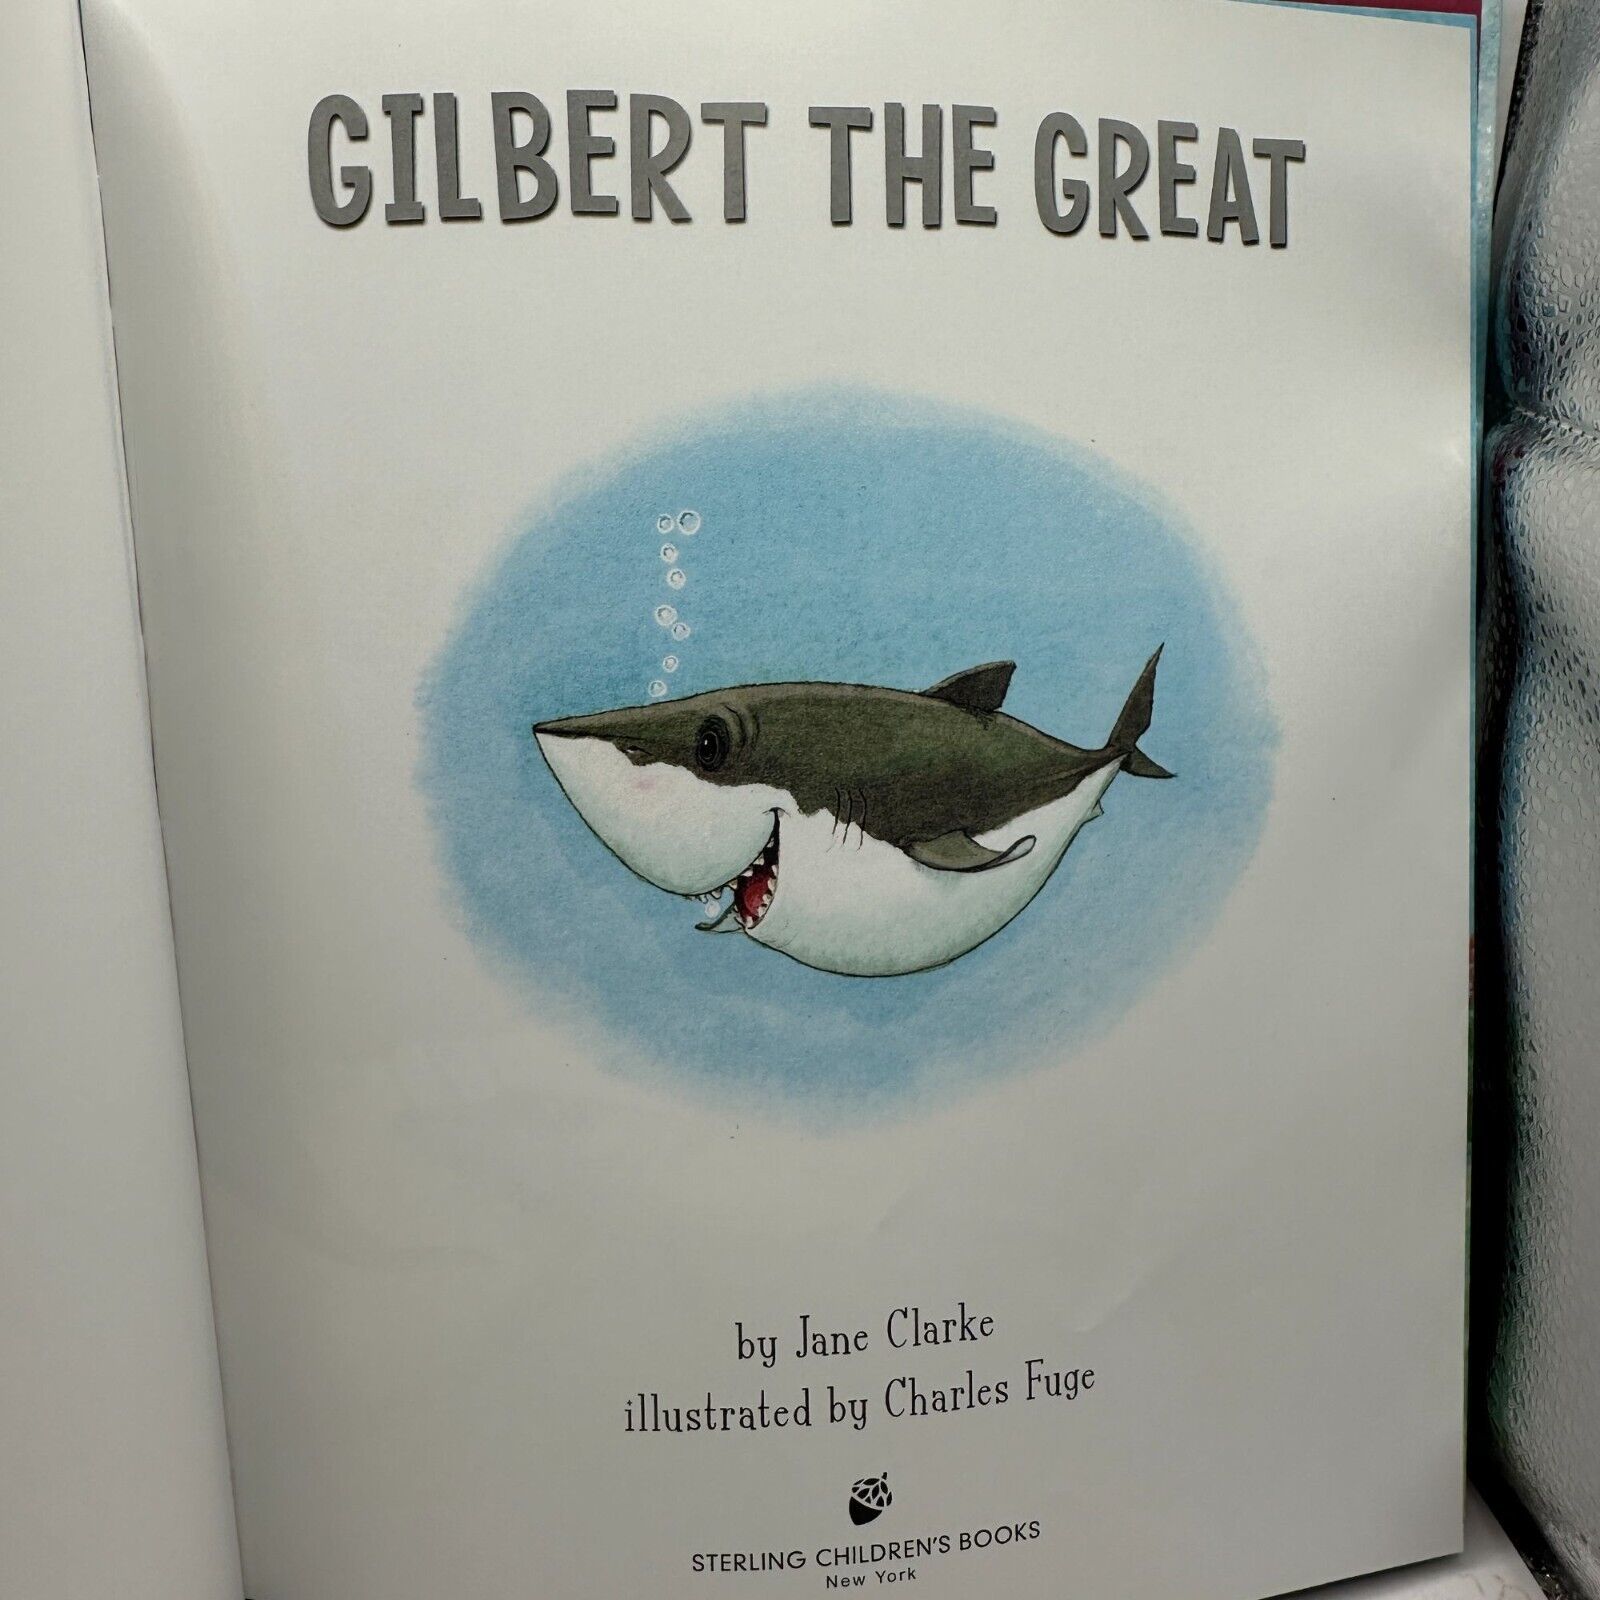 GILBERT THE GREAT
by Jane Clarke
illustrated by Charles Fuge
STERLING CHILDREN'S BOOKS
New York